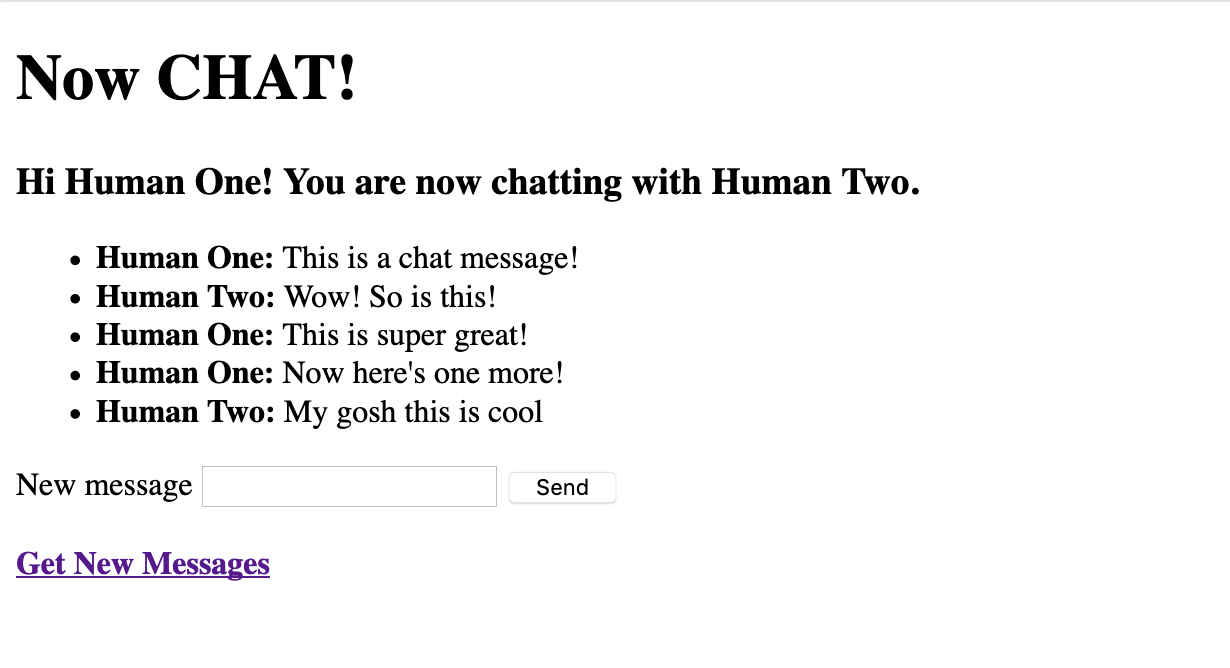 Now CHAT!
Hi Human One! You are now chatting with Human Two.
Human One: This is a chat message!
Human Two: Wow! So is this!
Human One: This is super great!
Human One: Now here's one more!
Human Two: My gosh this is cool
New message Send
Get New Messages